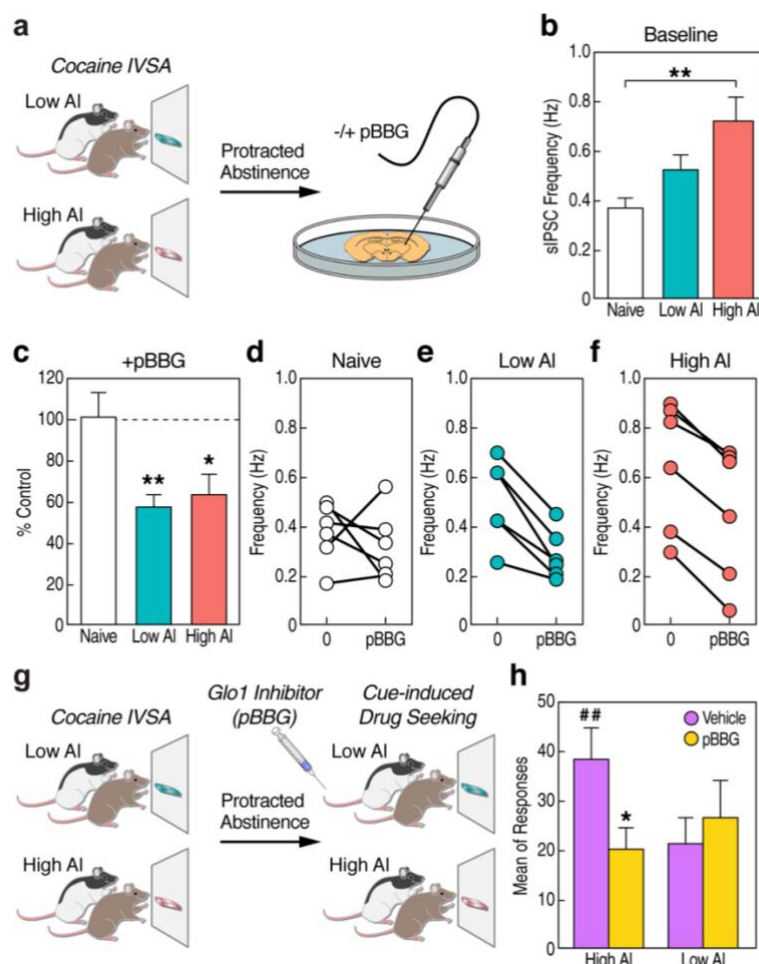 a
Cocaine IVSA
Low AI
High AI
Protracted
Abstinence
-/+ pBBG
b
Baseline
sIPSC Frequency (Hz)
1.0
0.8
0.6
0.4
0.2
0
**
Naive Low AI High AI
c
+pBBG
% Control
120
100
80
60
40
20
0
**
*
Naive Low AI High AI
d
Naive
Frequency (Hz)
1.0
0.8
0.6
0.4
0.2
0
0 pBBG
e
Low AI
Frequency (Hz)
1.0
0.8
0.6
0.4
0.2
0
0 pBBG
f
High AI
Frequency (Hz)
1.0
0.8
0.6
0.4
0.2
0
0 pBBG
g
Cocaine IVSA
Low AI
High AI
Glo1 Inhibitor
(pBBG)
Protracted
Abstinence
Cue-induced
Drug Seeking
Low AI
High AI
h
Mean of Responses
50
40
30
20
10
0
##
*
Vehicle
pBBG
High AI Low AI